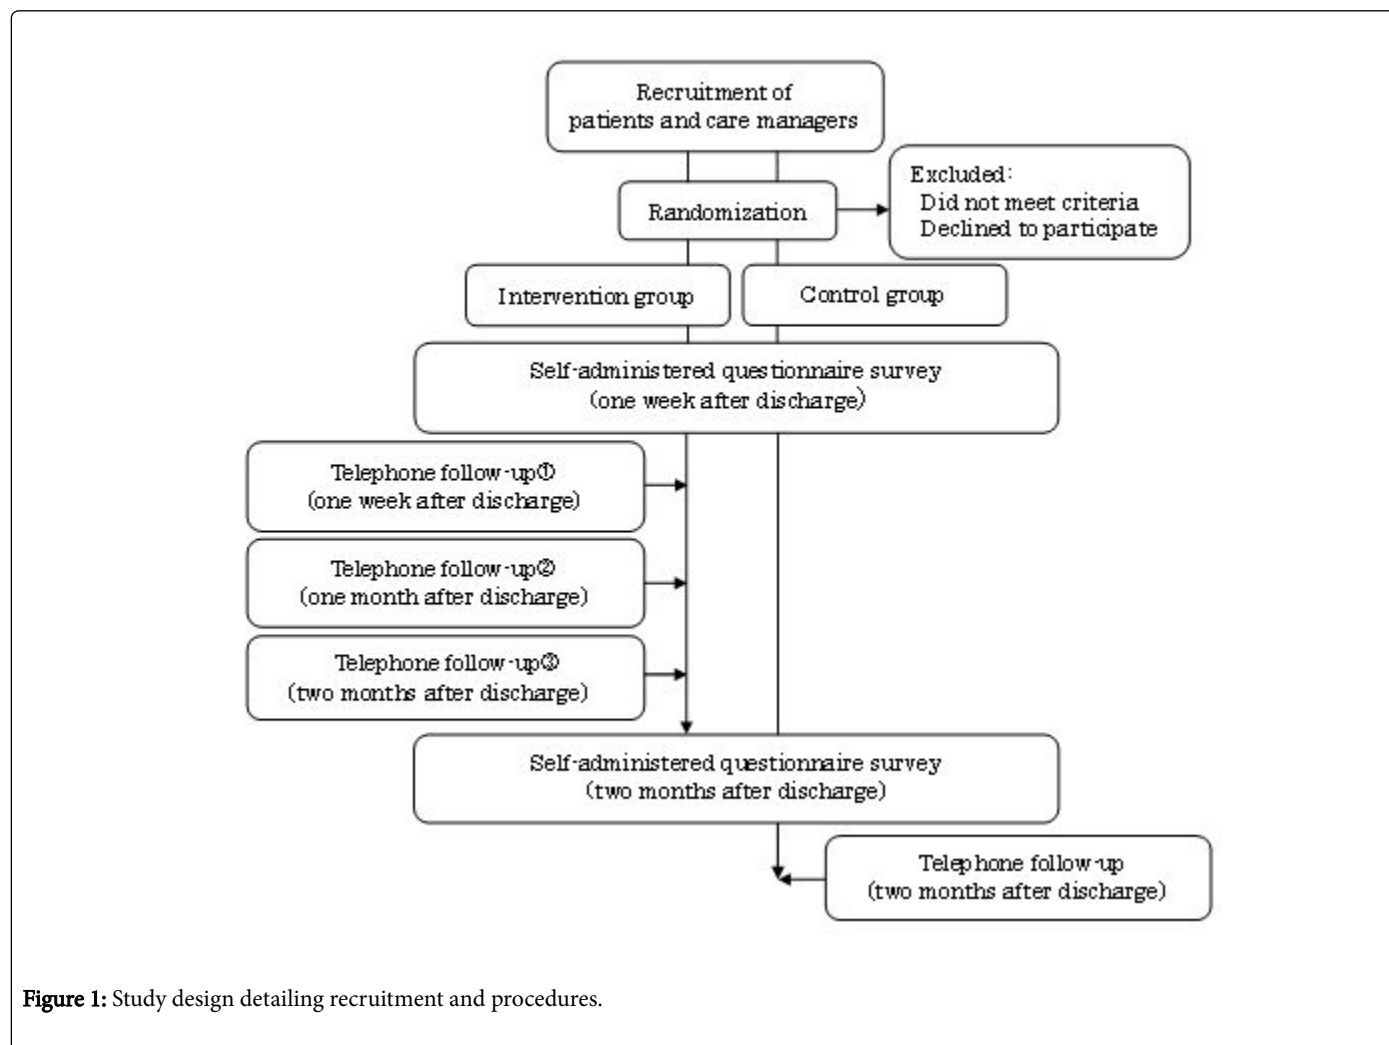 Recruitment of
patients and care managers
Randomization
Excluded:
Did not meet criteria
Declined to participate
Intervention group
Control group
Self-administered questionnaire survey
(one week after discharge)
Telephone follow-up①
(one week after discharge)
Telephone follow-up②
(one month after discharge)
Telephone follow-up③
(two months after discharge)
Self-administered questionnaire survey
(two months after discharge)
Telephone follow-up
(two months after discharge)
Figure 1: Study design detailing recruitment and procedures.